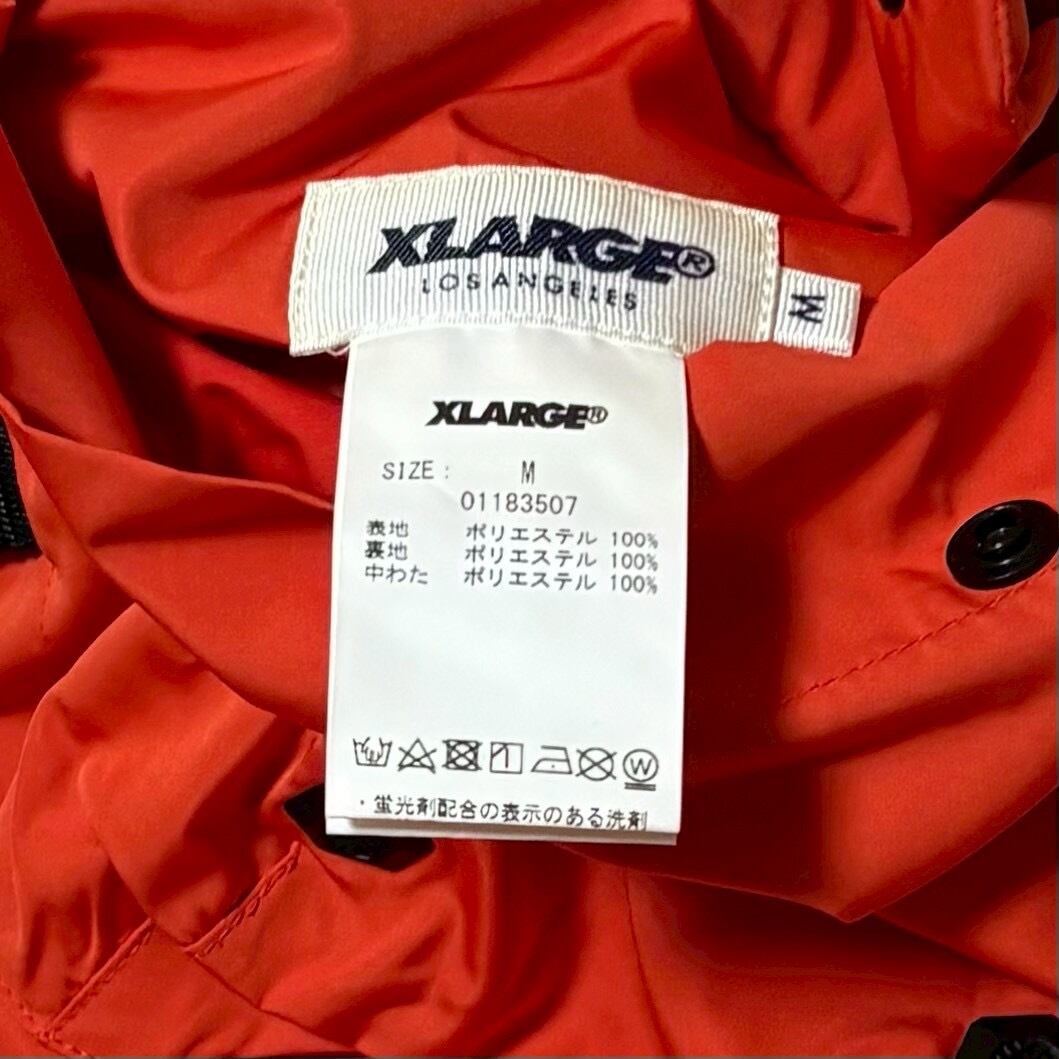 XLARGE®
LOS ANGELES
M
XLARGE®
SIZE : M
01183507
表地 ポリエステル 100%
裏地 ポリエステル 100%
中わた ポリエステル 100%
W
・蛍光剤配合の表示のある洗剤